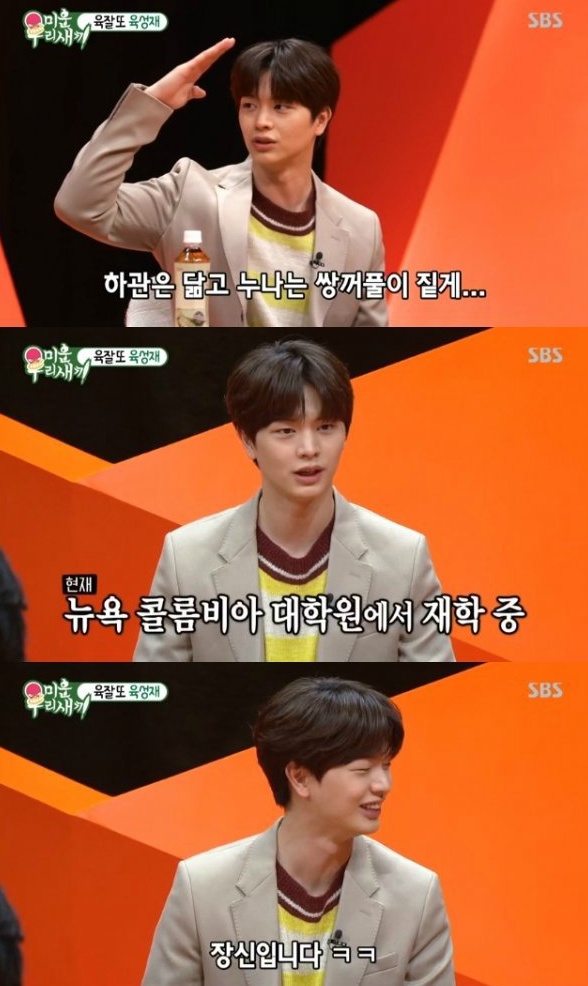 미운
우리새끼
육잘또 육성재
SBS
하관은 닮고 누나는 쌍꺼풀이 짙게...
미운
우리새끼
육잘또 육성재
SBS
현재
뉴욕 콜롬비아 대학원에서 재학 중
미운
우리새끼
육잘또 육성재
SBS
장신입니다 ㅋㅋ